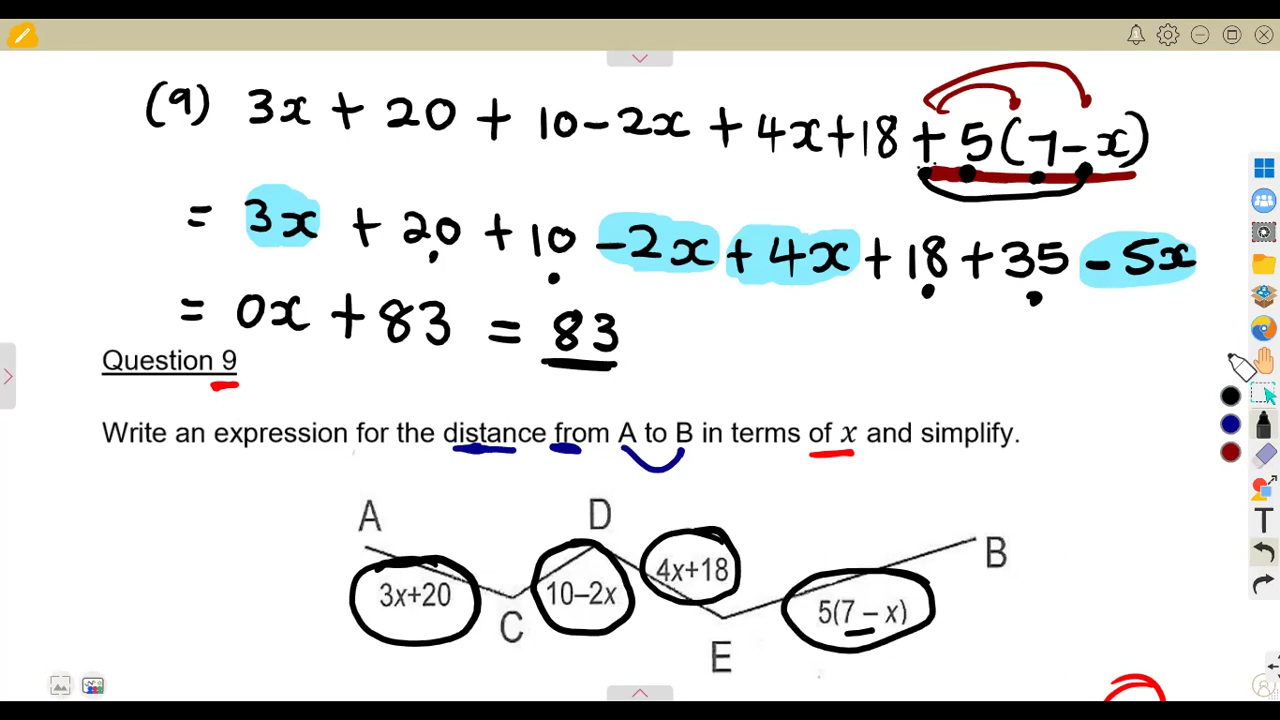 (9) 3x + 20 + 10 - 2x + 4x + 18 + 5(7 - x)
= 3x + 20 + 10 - 2x + 4x + 18 + 35 - 5x
= 0x + 83 = 83
Question 9
Write an expression for the distance from A to B in terms of x and simplify.
A
D
B
4x+18
3x+20
10–2x
5(7 – x)
C
E
T